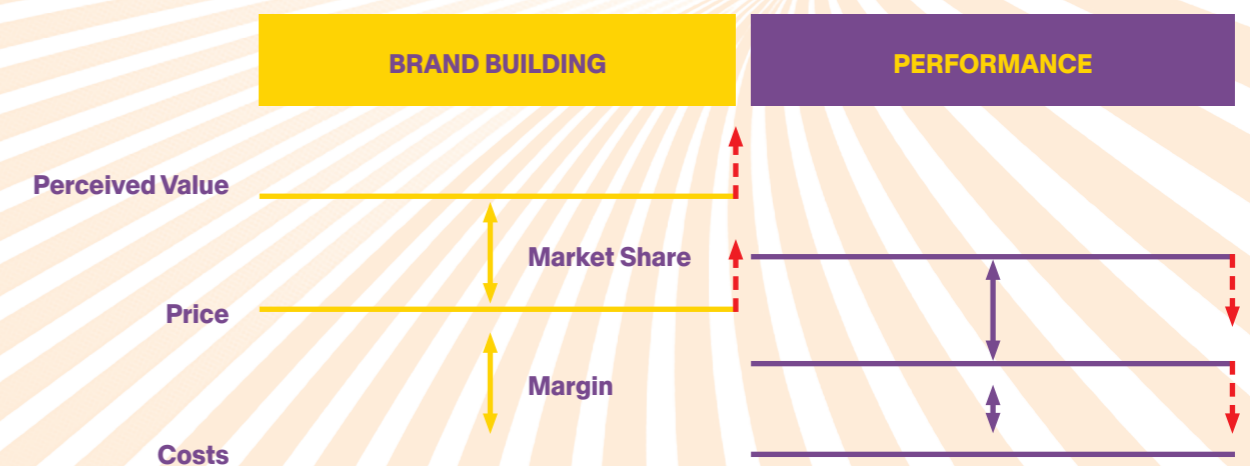 BRAND BUILDING
PERFORMANCE
Perceived Value
Market Share
Price
Margin
Costs